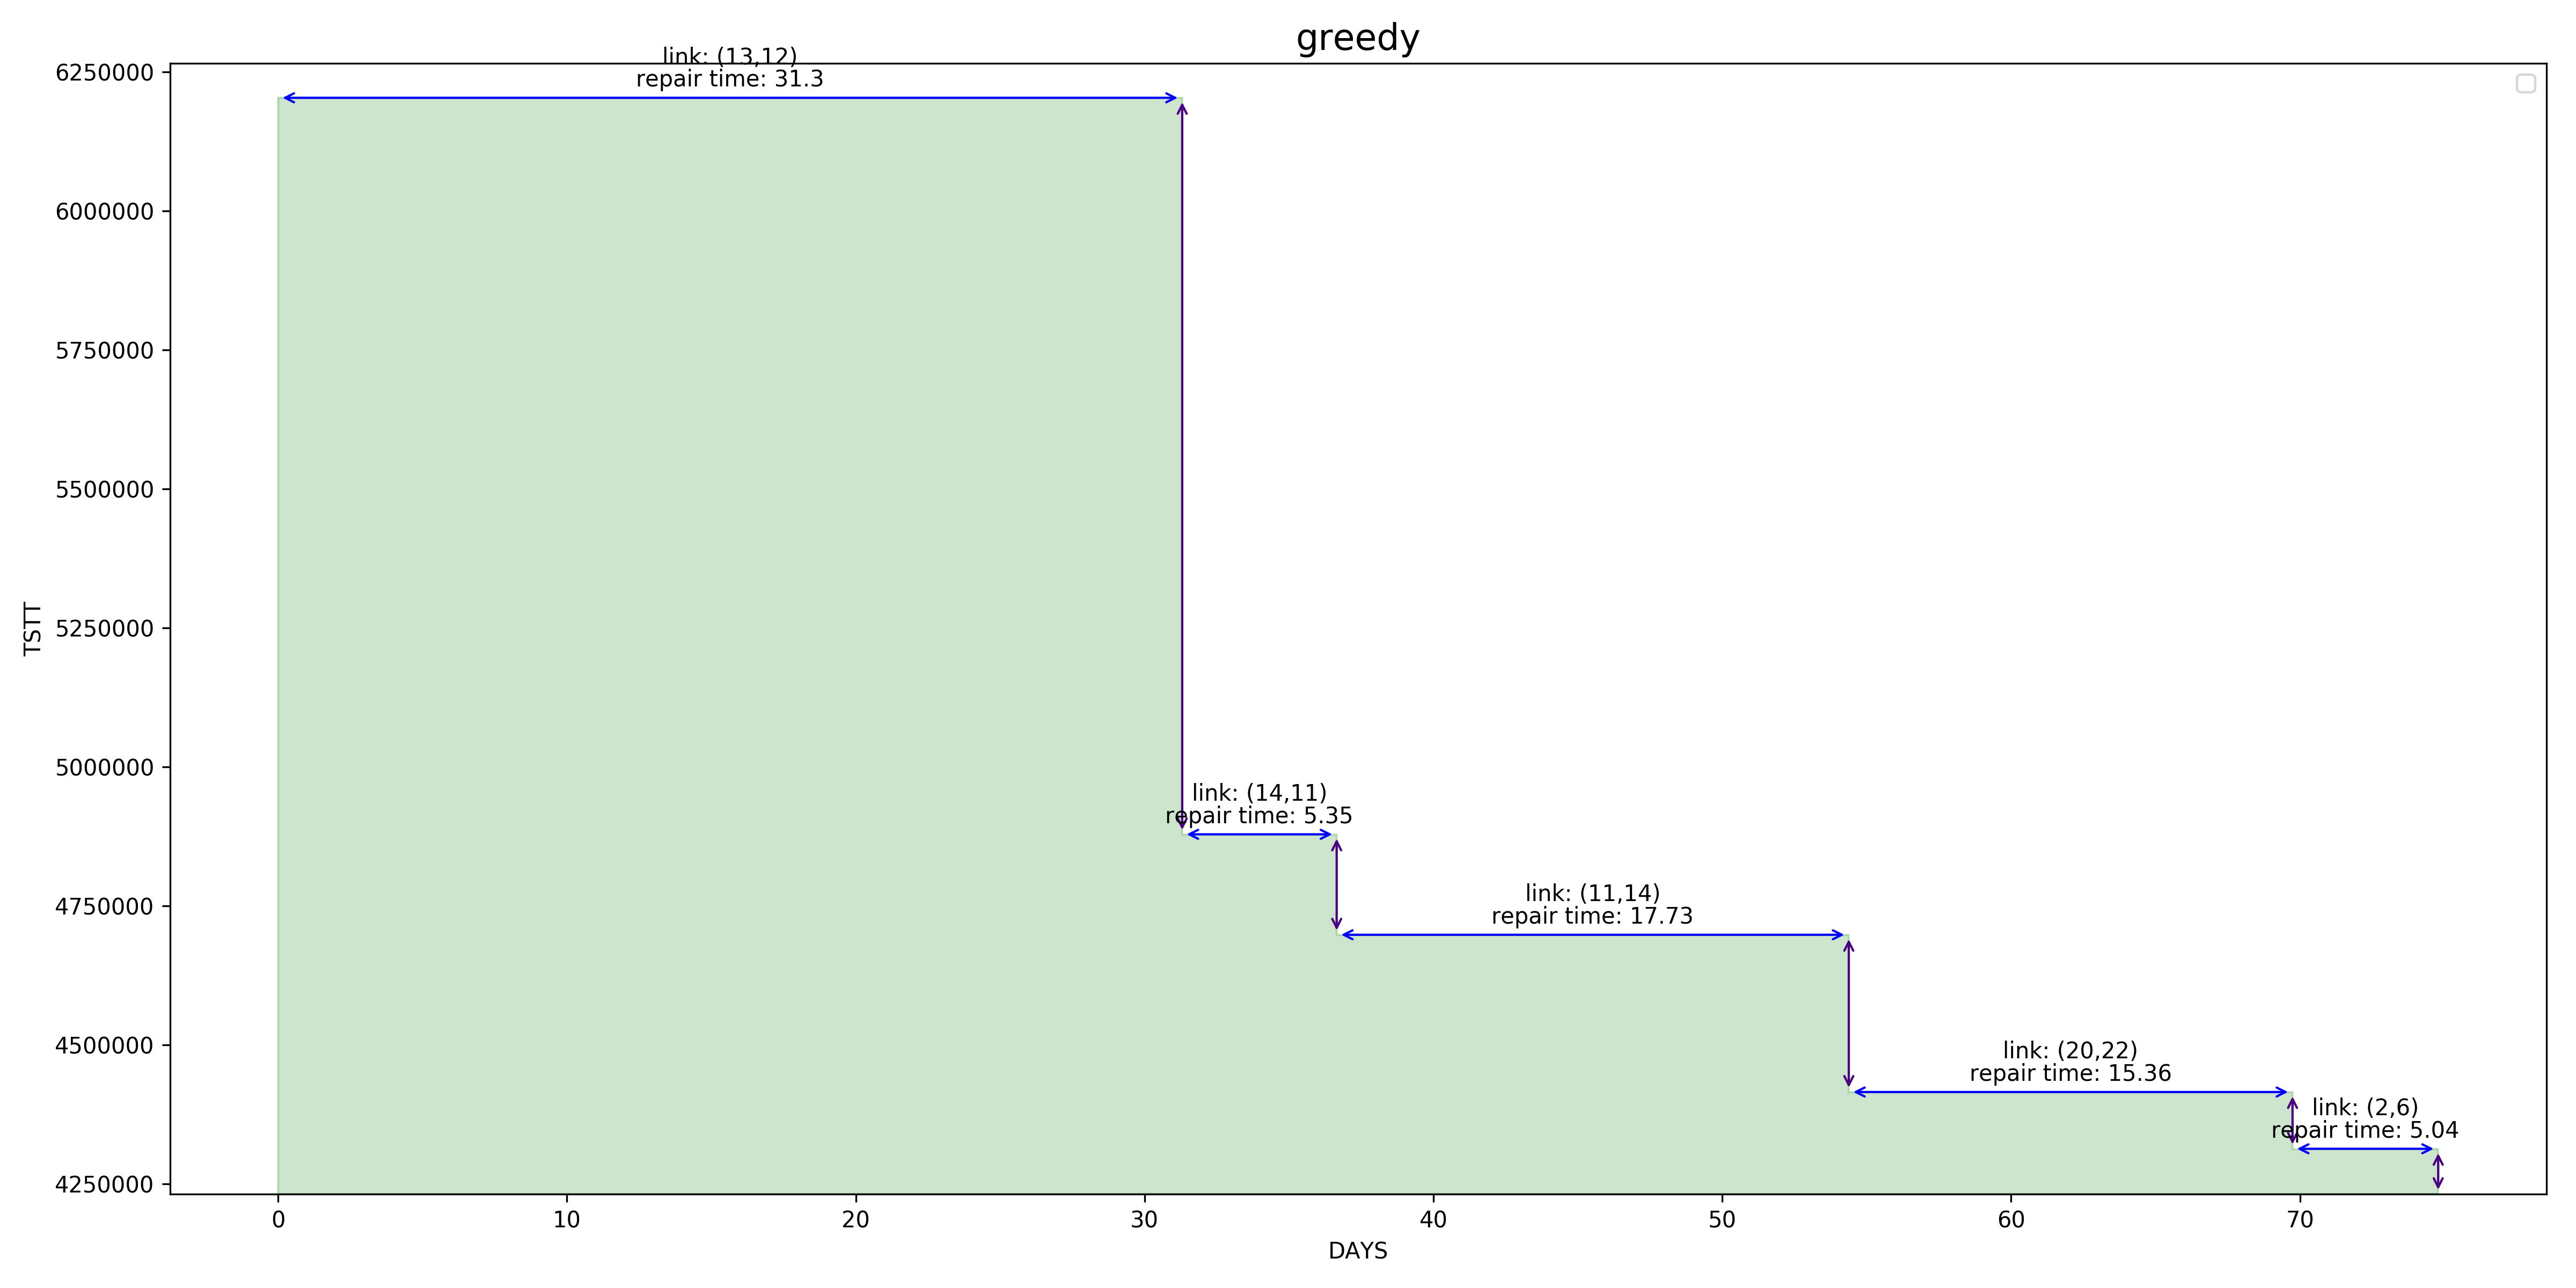 greedy
link: (13,12)
repair time: 31.3
6250000
6000000
5750000
5500000
5250000
5000000
4750000
4500000
4250000
TSTT
link: (14,11)
repair time: 5.35
link: (11,14)
repair time: 17.73
link: (20,22)
repair time: 15.36
link: (2,6)
repair time: 5.04
0 10 20 30 40 50 60 70
DAYS